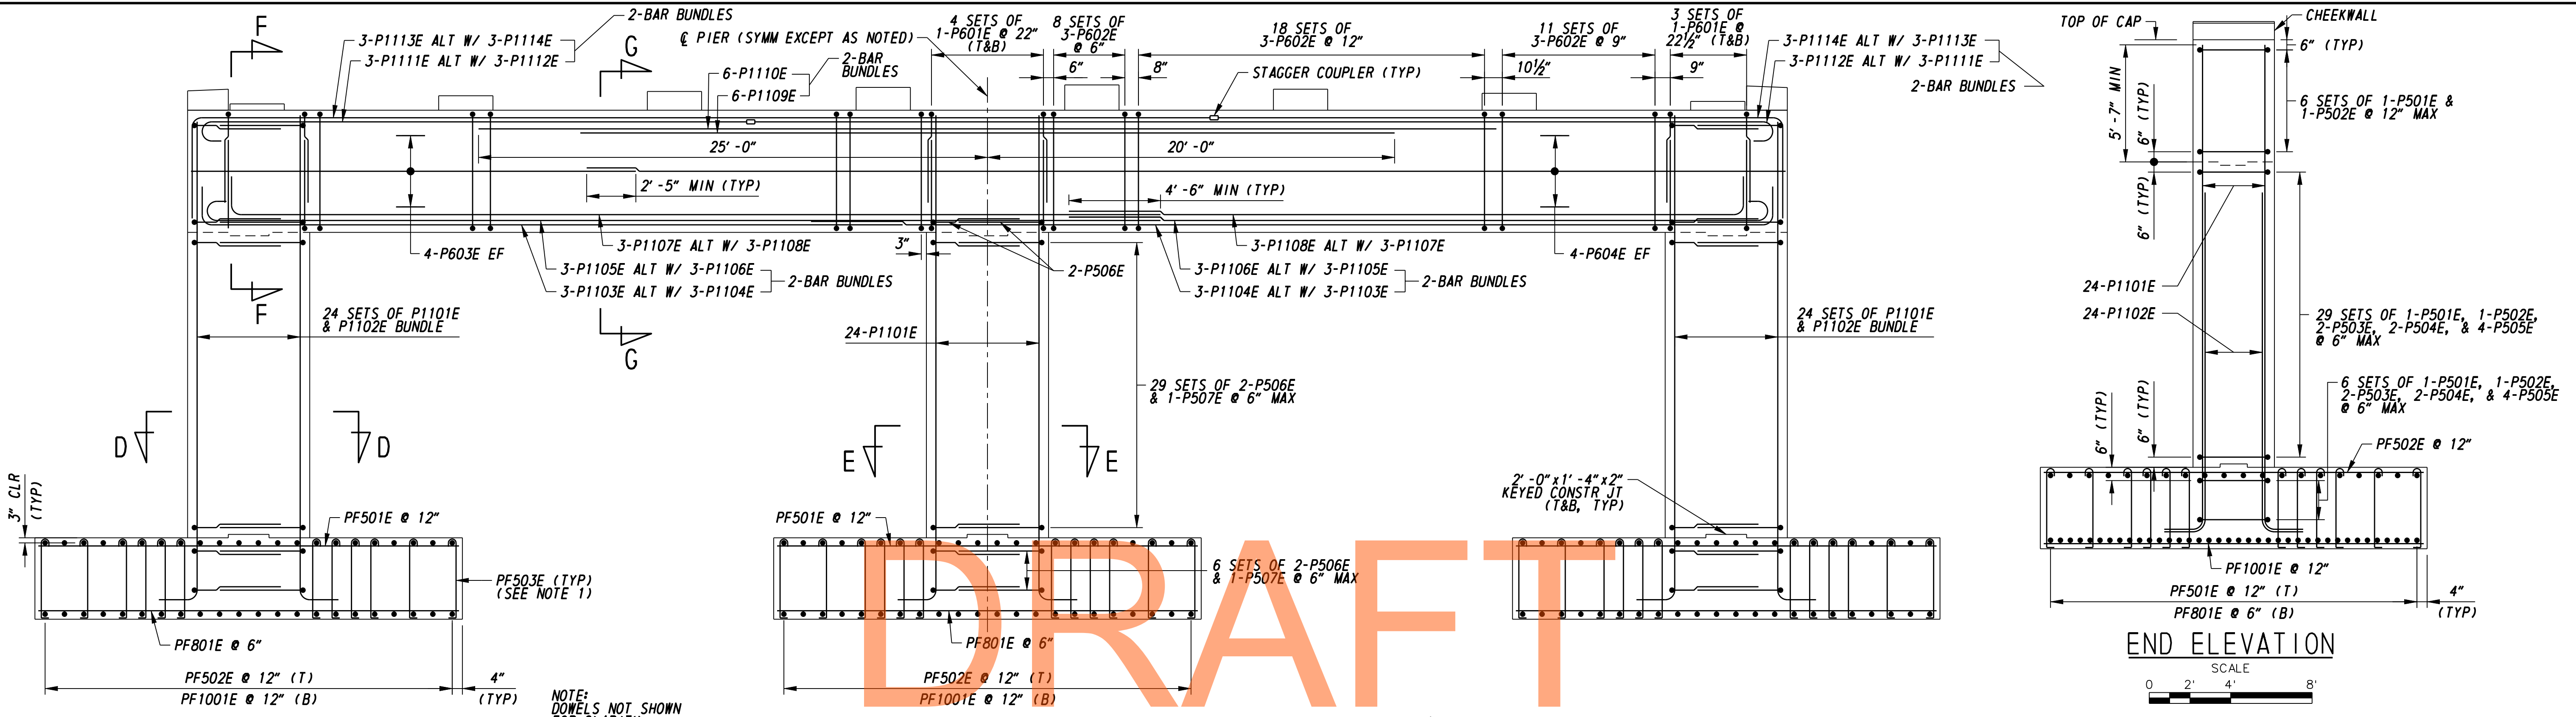 2-BAR BUNDLES
3-P1113E ALT W/ 3-P1114E
3-P1111E ALT W/ 3-P1112E
F
G
℄ PIER (SYMM EXCEPT AS NOTED)
6-P1110E
6-P1109E
2-BAR
BUNDLES
4 SETS OF
1-P601E @ 22"
(T&B)
8 SETS OF
3-P602E
@ 6"
18 SETS OF
3-P602E @ 12"
11 SETS OF
3-P602E @ 9"
3 SETS OF
1-P601E @
22½" (T&B)
6"
8"
10½"
9"
STAGGER COUPLER (TYP)
3-P1114E ALT W/ 3-P1113E
3-P1112E ALT W/ 3-P1111E
2-BAR BUNDLES
25'-0"
20'-0"
2'-5" MIN (TYP)
4'-6" MIN (TYP)
4-P603E EF
3-P1107E ALT W/ 3-P1108E
3-P1105E ALT W/ 3-P1106E
3-P1103E ALT W/ 3-P1104E
2-BAR BUNDLES
3"
2-P506E
3-P1108E ALT W/ 3-P1107E
3-P1106E ALT W/ 3-P1105E
3-P1104E ALT W/ 3-P1103E
2-BAR BUNDLES
4-P604E EF
F
G
24 SETS OF P1101E
& P1102E BUNDLE
24-P1101E
24 SETS OF P1101E
& P1102E BUNDLE
29 SETS OF 2-P506E
& 1-P507E @ 6" MAX
D
D
E
E
3" CLR
(TYP)
PF501E @ 12"
PF503E (TYP)
(SEE NOTE 1)
PF801E @ 6"
PF502E @ 12" (T)
PF1001E @ 12" (B)
4"
(TYP)
NOTE:
DOWELS NOT SHOWN
FOR CLARITY
PF501E @ 12"
6 SETS OF 2-P506E
& 1-P507E @ 6" MAX
PF801E @ 6"
PF502E @ 12" (T)
PF1001E @ 12" (B)
2'-0"x1'-4"x2"
KEYED CONSTR JT
(T&B, TYP)
DRAFT
TOP OF CAP
CHEEKWALL
6" (TYP)
5'-7" MIN
6" (TYP)
6" (TYP)
6 SETS OF 1-P501E &
1-P502E @ 12" MAX
24-P1101E
24-P1102E
29 SETS OF 1-P501E, 1-P502E,
2-P503E, 2-P504E, & 4-P505E
@ 6" MAX
6 SETS OF 1-P501E, 1-P502E,
2-P503E, 2-P504E, & 4-P505E
@ 6" MAX
6" (TYP)
6" (TYP)
PF502E @ 12"
PF1001E @ 12"
PF501E @ 12" (T)
PF801E @ 6" (B)
4"
(TYP)
END ELEVATION
SCALE
0 2' 4' 8'